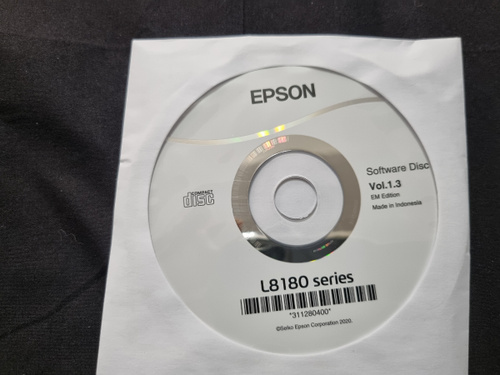 EPSON
Software Disc
COMPACT
disc
Vol.1.3
EM Edition
Made in Indonesia
L8180 series
*311280400*
©Seiko Epson Corporation 2020.